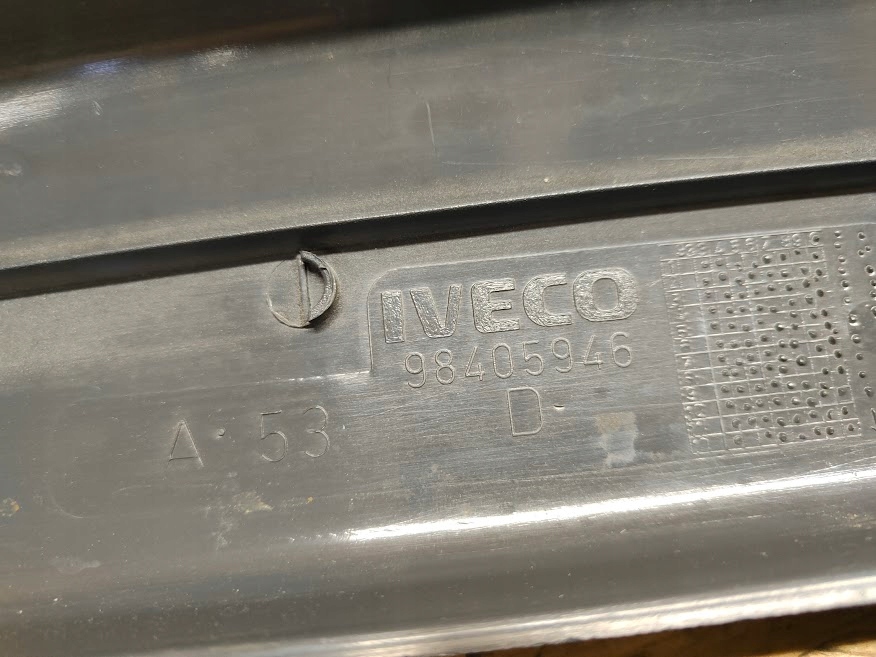 IVECO
98405946
D
A 53